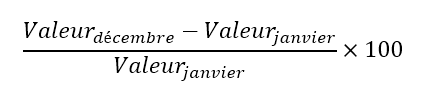 Valeur_décembre − Valeur_janvier
Valeur_janvier
× 100